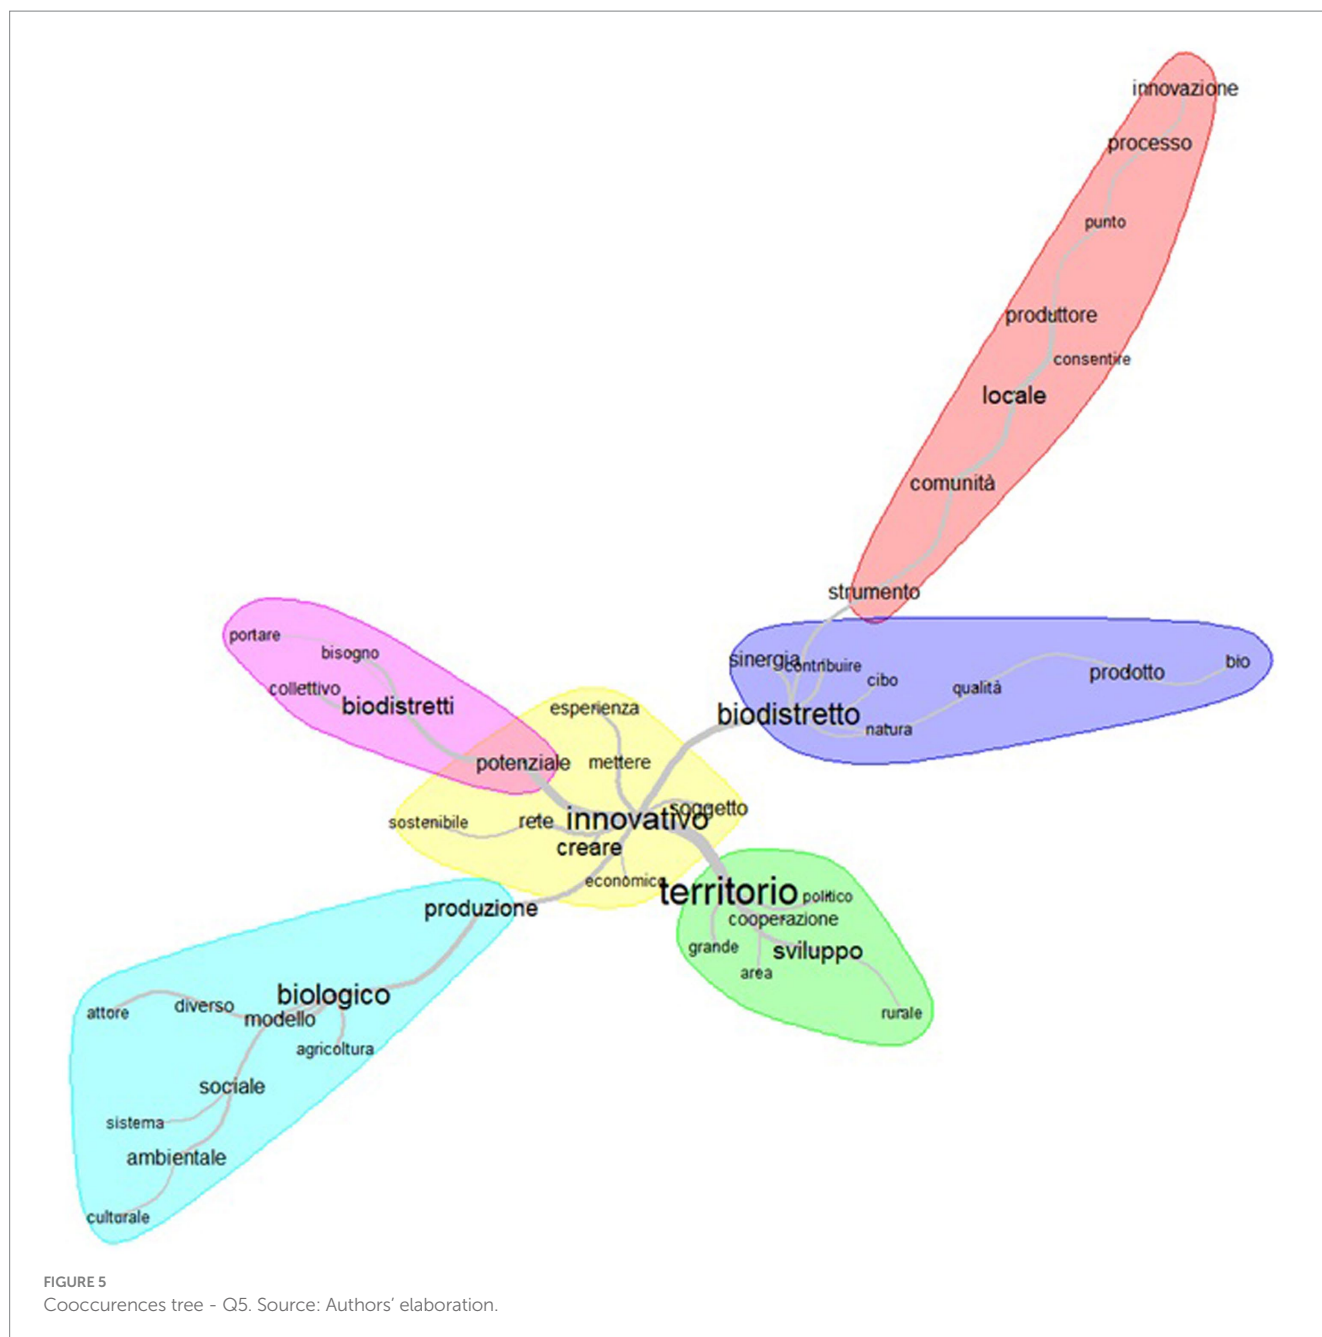 innovazione
processo
punto
produttore
consentire
locale
comunità
strumento
portare
bisogno
collettivo
biodistretti
potenziale
sinergia
contribuire
cibo
qualità
prodotto
bio
biodistretto
natura
esperienza
mettere
soggetto
sostenibile
rete
innovativo
creare
economico
territorio
politico
cooperazione
grande
sviluppo
area
rurale
produzione
biologico
attore
diverso
modello
agricoltura
sociale
sistema
ambientale
culturale
FIGURE 5
Cooccurences tree - Q5. Source: Authors’ elaboration.